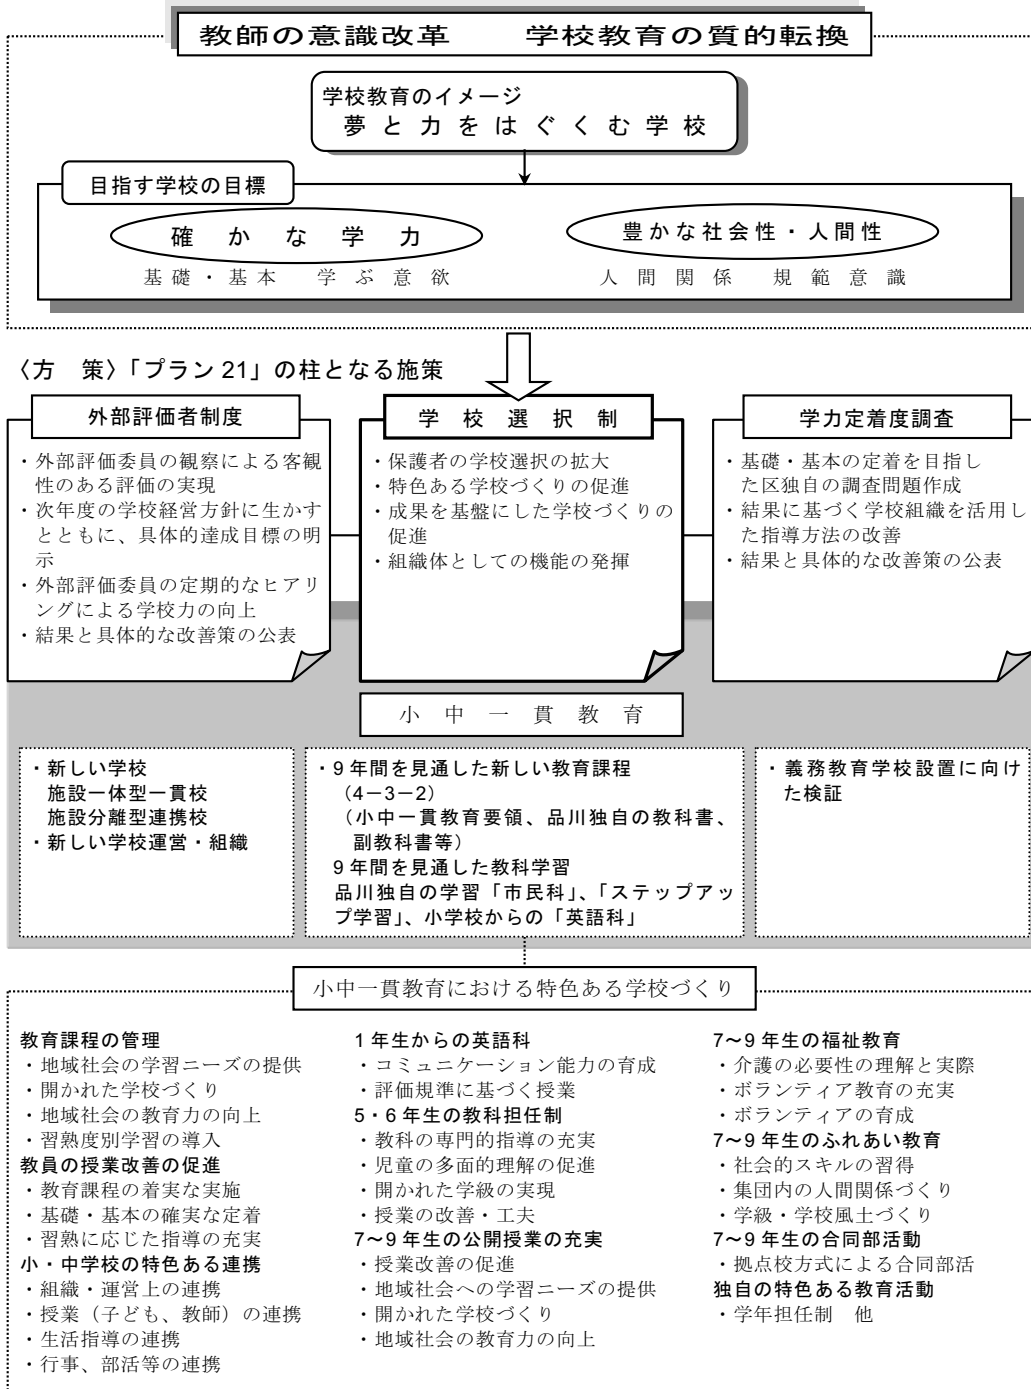 教師の意識改革　　学校教育の質的転換
学校教育のイメージ
夢と力をはぐくむ学校
目指す学校の目標
確かな学力
基礎・基本　学ぶ意欲
豊かな社会性・人間性
人間関係　規範意識
〈方　策〉「プラン 21」の柱となる施策
外部評価者制度
・外部評価委員の観察による客観
性のある評価の実現
・次年度の学校経営方針に生かす
とともに、具体的達成目標の明
示
・外部評価委員の定期的なヒアリ
ングによる学校力の向上
・結果と具体的な改善策の公表
学校選択制
・保護者の学校選択の拡大
・特色ある学校づくりの促進
・成果を基盤にした学校づくりの
促進
・組織体としての機能の発揮
学力定着度調査
・基礎・基本の定着を目指し
た区独自の調査問題作成
・結果に基づく学校組織を活用し
た指導方法の改善
・結果と具体的な改善策の公表
小中一貫教育
・新しい学校
施設一体型一貫校
施設分離型連携校
・新しい学校運営・組織
・9 年間を見通した新しい教育課程
（4－3－2）
（小中一貫教育要領、品川独自の教科書、
副教科書等）
9 年間を見通した教科学習
品川独自の学習「市民科」、「ステップアッ
プ学習」、小学校からの「英語科」
・義務教育学校設置に向け
た検証
小中一貫教育における特色ある学校づくり
教育課程の管理
・地域社会の学習ニーズの提供
・開かれた学校づくり
・地域社会の教育力の向上
・習熟度別学習の導入
教員の授業改善の促進
・教育課程の着実な実施
・基礎・基本の確実な定着
・習熟に応じた指導の充実
小・中学校の特色ある連携
・組織・運営上の連携
・授業（子ども、教師）の連携
・生活指導の連携
・行事、部活等の連携
1 年生からの英語科
・コミュニケーション能力の育成
・評価規準に基づく授業
5・6 年生の教科担任制
・教科の専門的指導の充実
・児童の多面的理解の促進
・開かれた学級の実現
・授業の改善・工夫
7～9 年生の公開授業の充実
・授業改善の促進
・地域社会への学習ニーズの提供
・開かれた学校づくり
・地域社会の教育力の向上
7～9 年生の福祉教育
・介護の必要性の理解と実際
・ボランティア教育の充実
・ボランティアの育成
7～9 年生のふれあい教育
・社会的スキルの習得
・集団内の人間関係づくり
・学級・学校風土づくり
7～9 年生の合同部活動
・拠点校方式による合同部活
独自の特色ある教育活動
・学年担任制　他